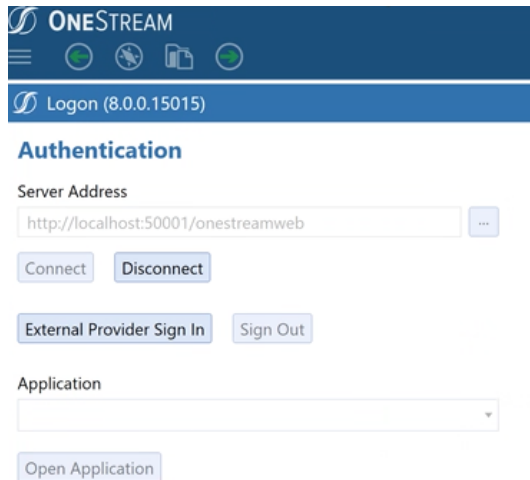 ONESTREAM
Logon (8.0.0.15015)
Authentication
Server Address
http://localhost:50001/onestreamweb
...
Connect
Disconnect
External Provider Sign In
Sign Out
Application
Open Application